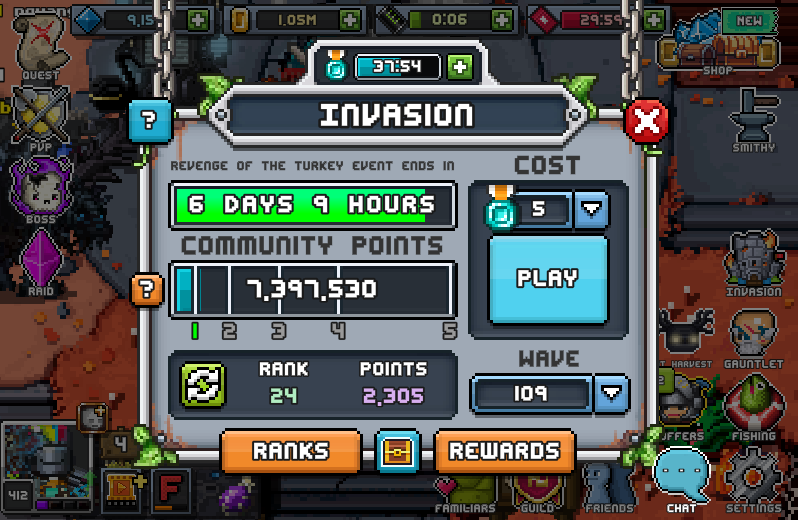 9,15
1.05M
0:06
29:59
NEW
QUEST
SHOP
37:54
?
INVASION
PVP
SMITHY
REVENGE OF THE TURKEY EVENT ENDS IN
COST
6 DAYS 9 HOURS
5
BOSS
COMMUNITY POINTS
PLAY
?
7,397,530
RAID
INVASION
1 2 3 4 5
RANK
POINTS
24
2,305
WAVE
109
T. HARVEST
GAUNTLET
RANKS
REWARDS
4
2
FFERS
FISHING
412
F
FAMILIARS
GUILD
FRIENDS
CHAT
SETTINGS